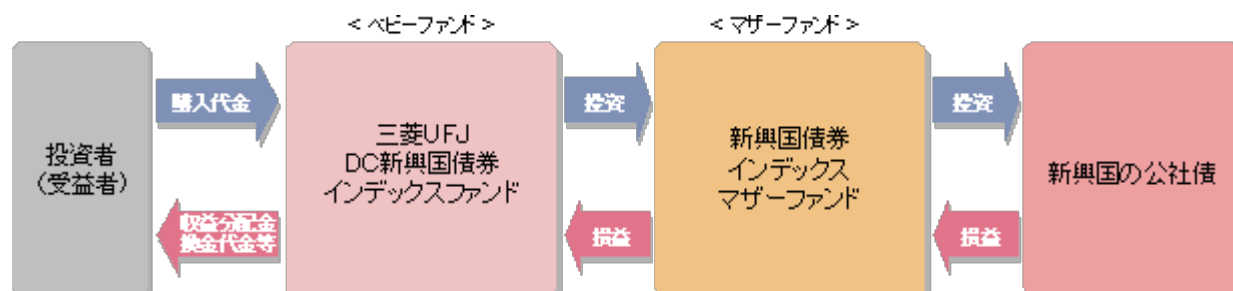 ＜ベビーファンド＞
＜マザーファンド＞
投資者
（受益者）
購入代金
収益分配金
換金代金等
三菱UFJ
DC新興国債券
インデックスファンド
投資
損益
新興国債券
インデックス
マザーファンド
投資
損益
新興国の公社債